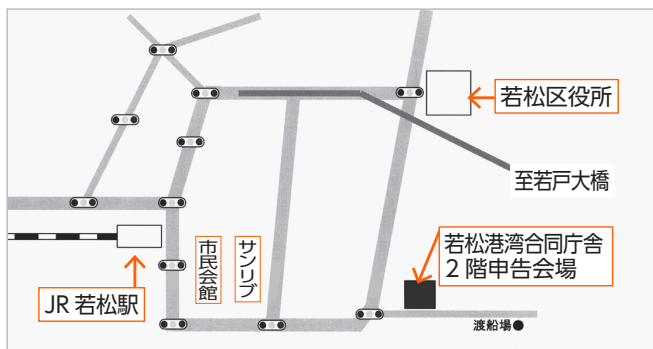 若松区役所
至若戸大橋
市民会館
サンリブ
若松港湾合同庁舎
2階申告会場
JR若松駅
渡船場